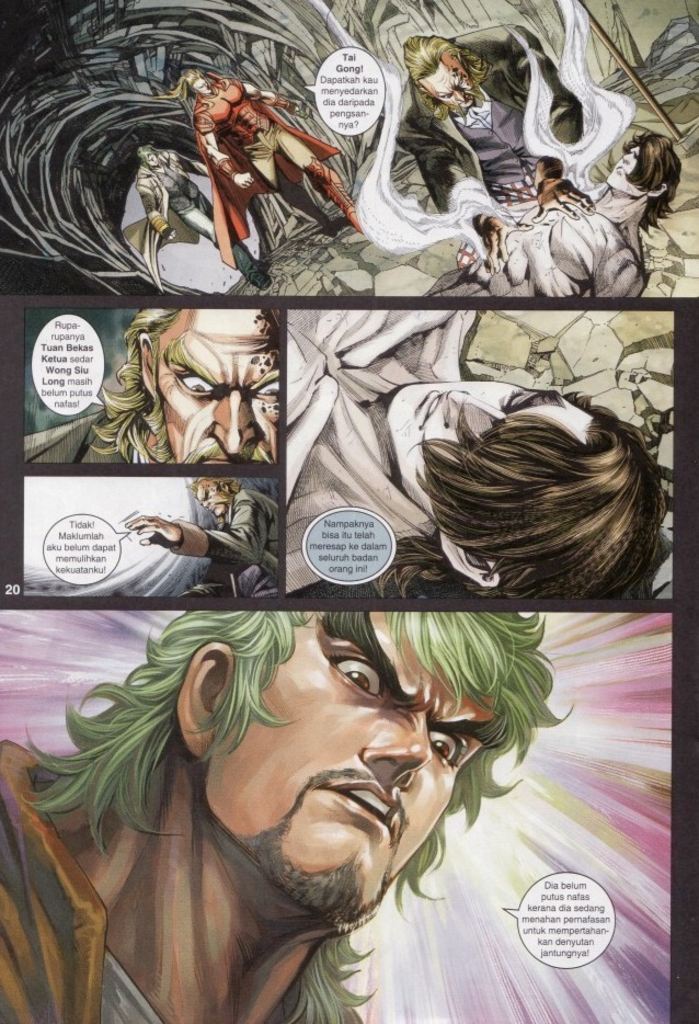 Tai
Gong!
Dapatkah kau
menyedarkan
dia daripada
pengsan-
nya?
Rupa-
rupanya
Tuan Bekas
Ketua sedar
Wong Siu
Long masih
belum putus
nafas!
Tidak!
Maklumlah
aku belum dapat
memulihkan
kekuatanku!
Nampaknya
bisa itu telah
meresap ke dalam
seluruh badan
orang ini!
20
Dia belum
putus nafas
kerana dia sedang
menahan pernafasan
untuk mempertahan-
kan denyutan
jantungnya!